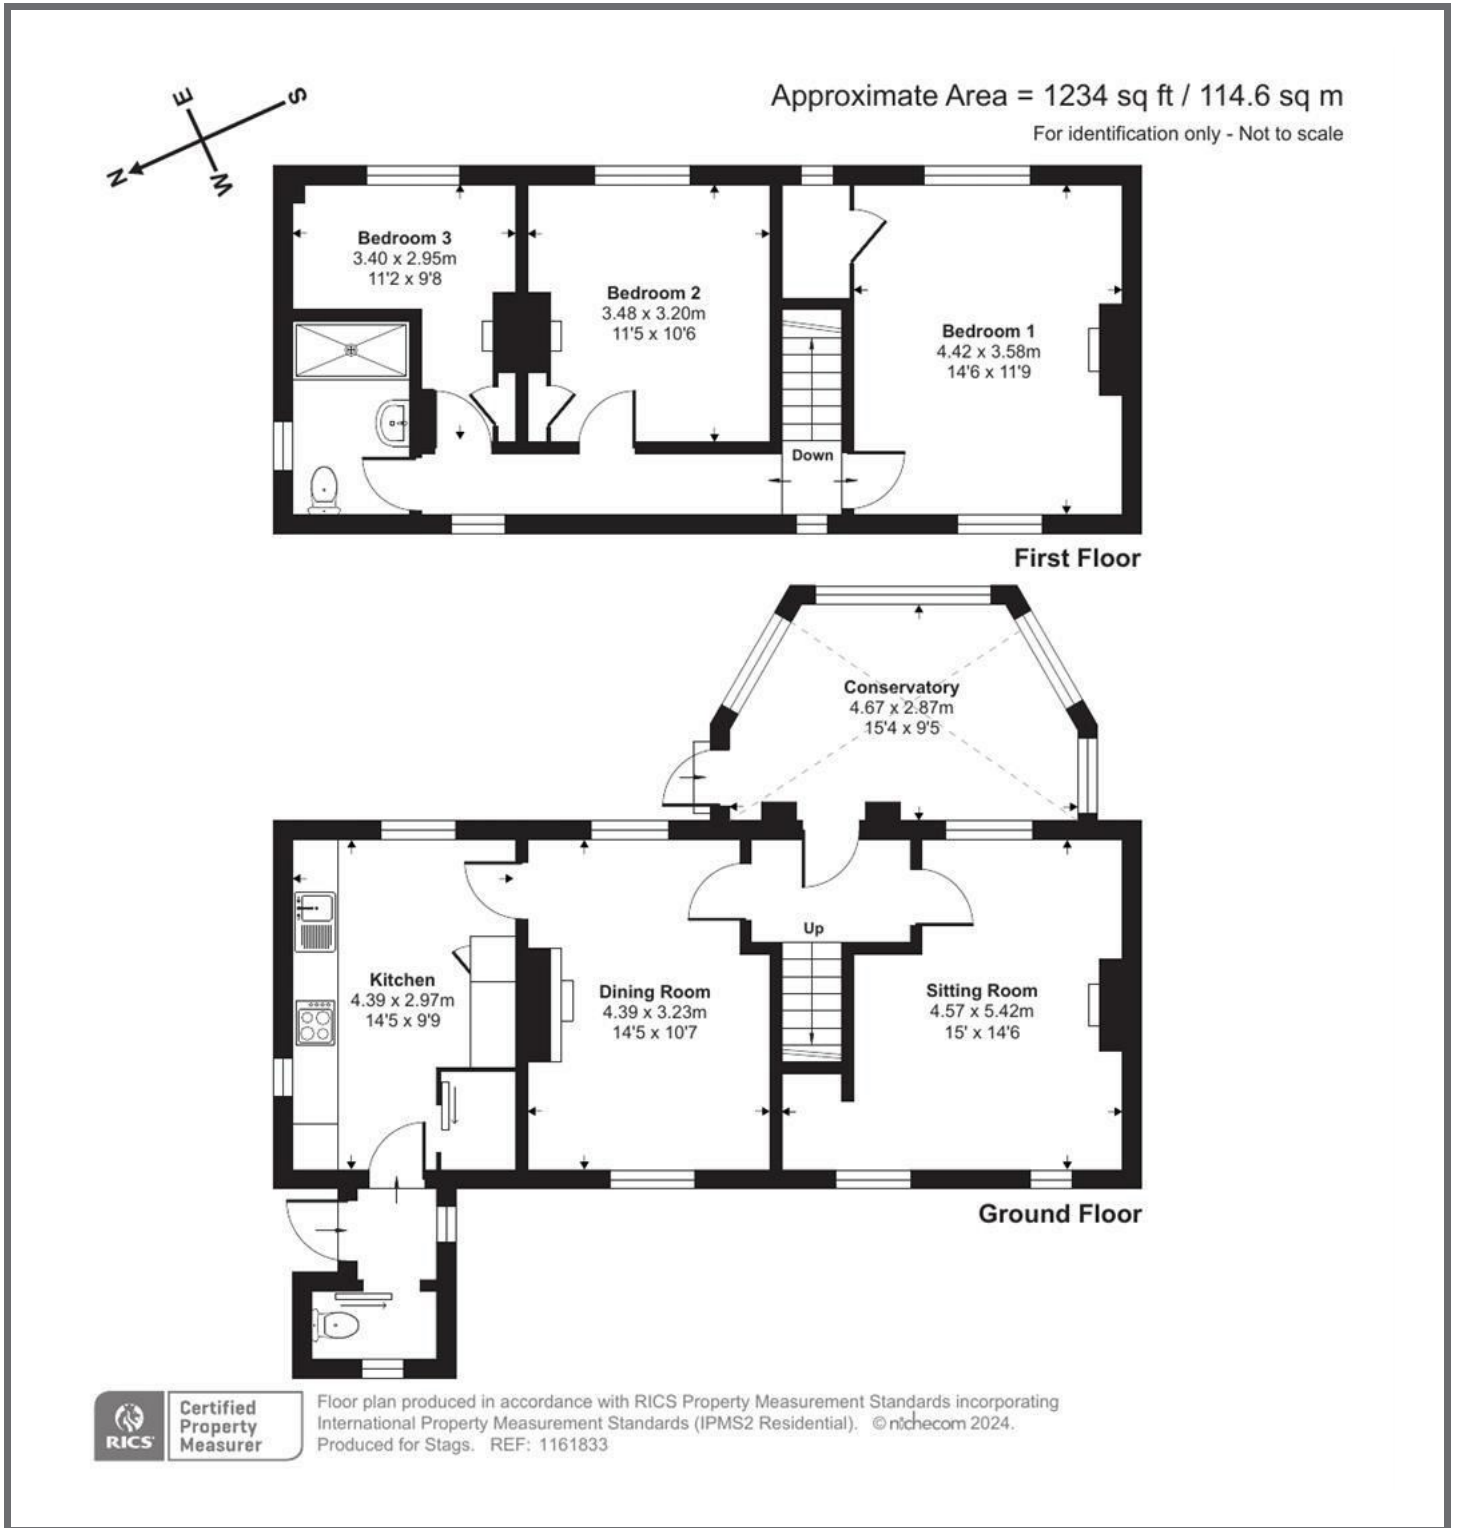 Approximate Area = 1234 sq ft / 114.6 sq m
For identification only - Not to scale
E
S
N
W
Bedroom 3
3.40 x 2.95m
11'2 x 9'8
Bedroom 2
3.48 x 3.20m
11'5 x 10'6
Bedroom 1
4.42 x 3.58m
14'6 x 11'9
Down
First Floor
Conservatory
4.67 x 2.87m
15'4 x 9'5
Up
Kitchen
4.39 x 2.97m
14'5 x 9'9
Dining Room
4.39 x 3.23m
14'5 x 10'7
Sitting Room
4.57 x 5.42m
15' x 14'6
Ground Floor
RICS
Certified
Property
Measurer
Floor plan produced in accordance with RICS Property Measurement Standards incorporating
International Property Measurement Standards (IPMS2 Residential). © nichecom 2024.
Produced for Stags. REF: 1161833